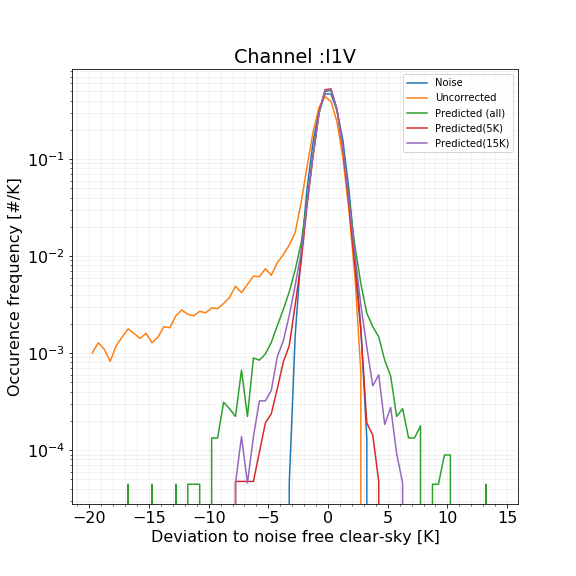 Channel :I1V
Noise
Uncorrected
Predicted (all)
Predicted(5K)
Predicted(15K)
Occurence frequency [#/K]
10⁻¹
10⁻²
10⁻³
10⁻⁴
−20 −15 −10 −5 0 5 10 15
Deviation to noise free clear-sky [K]